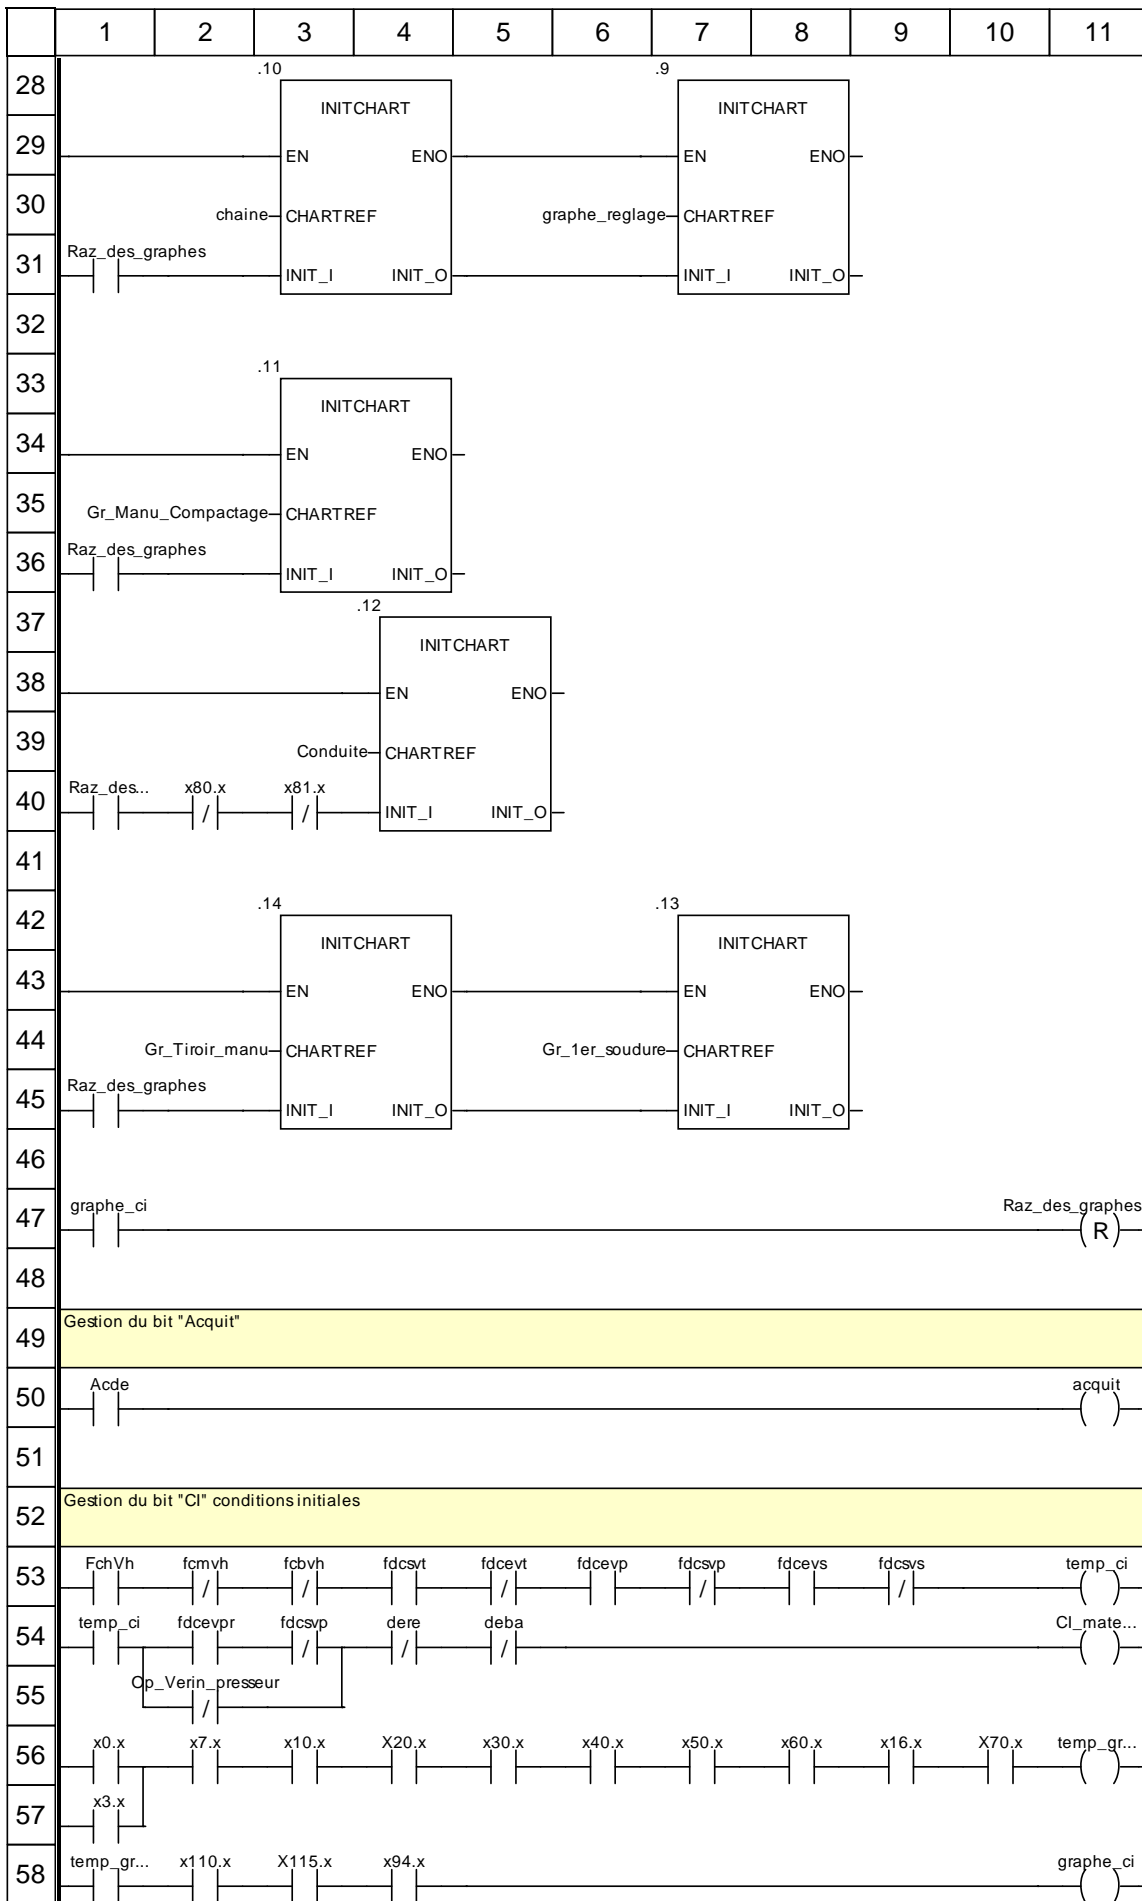 1 2 3 4 5 6 7 8 9 10 11
28 .10 .9
INITCHART INITCHART
29 EN ENO EN ENO
30 chaine CHARTREF graphe_reglage CHARTREF
Raz_des_graphes
31 INIT_I INIT_O INIT_I INIT_O
32
33 .11
INITCHART
34 EN ENO
35 Gr_Manu_Compactage CHARTREF
Raz_des_graphes
36 INIT_I INIT_O
37 .12
INITCHART
38 EN ENO
39 Conduite CHARTREF
Raz_des... x80.x x81.x
40 / / INIT_I INIT_O
41
42 .14 .13
INITCHART INITCHART
43 EN ENO EN ENO
44 Gr_Tiroir_manu CHARTREF Gr_1er_soudure CHARTREF
Raz_des_graphes
45 INIT_I INIT_O INIT_I INIT_O
46
graphe_ci Raz_des_graphes
47 R
48
49 Gestion du bit "Acquit"
Acde acquit
50
51
52 Gestion du bit "CI" conditions initiales
FchVh fcmvh fcbvh fdcsvt fdcevt fdcevp fdcsvp fdcevs fdcsvs temp_ci
53 / / / / /
temp_ci fdcevpr fdcsvp dere deba CI_mate...
54 / / /
Op_Verin_presseur
55 /
x0.x x7.x x10.x X20.x x30.x x40.x x50.x x60.x x16.x X70.x temp_gr...
56
x3.x
57
temp_gr... x110.x X115.x x94.x graphe_ci
58